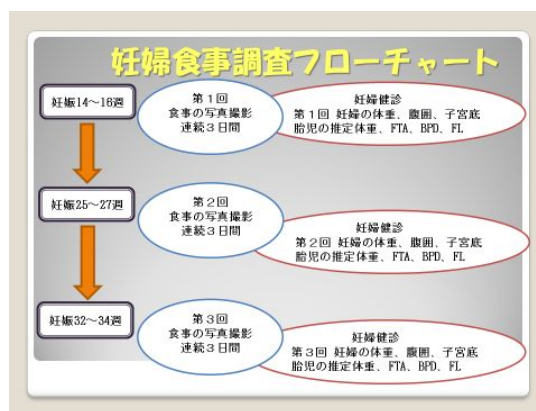 妊婦食事調査フローチャート
妊娠14～16週
第１回
食事の写真撮影
連続３日間
妊婦健診
第１回 妊婦の体重、腹囲、子宮底
胎児の推定体重、FTA、BPD、FL
妊娠25～27週
第２回
食事の写真撮影
連続３日間
妊婦健診
第２回 妊婦の体重、腹囲、子宮底
胎児の推定体重、FTA、BPD、FL
妊娠32～34週
第３回
食事の写真撮影
連続３日間
妊婦健診
第３回 妊婦の体重、腹囲、子宮底
胎児の推定体重、FTA、BPD、FL